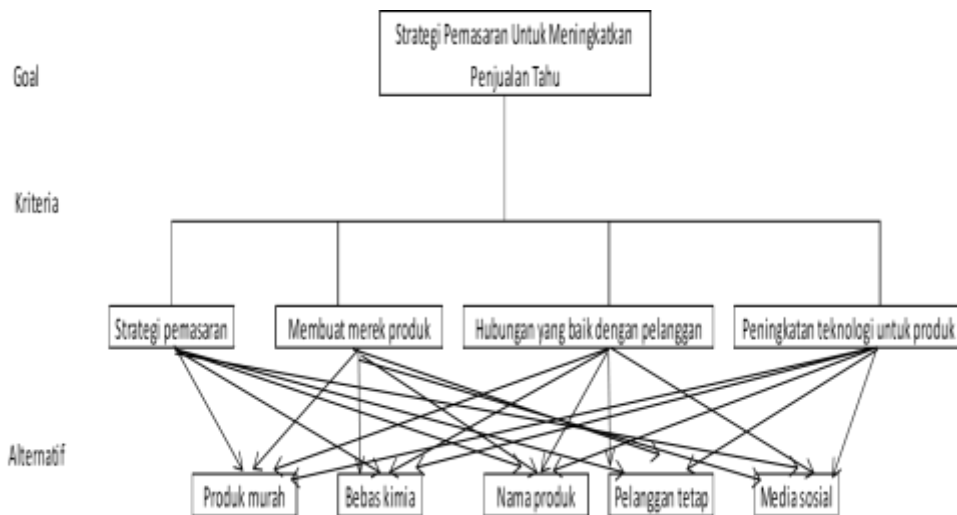 Strategi Pemasaran Untuk Meningkatkan
Penjualan Tahu
Goal
Kriteria
Strategi pemasaran
Membuat merek produk
Hubungan yang baik dengan pelanggan
Peningkatan teknologi untuk produk
Alternatif
Produk murah
Bebas kimia
Nama produk
Pelanggan tetap
Media sosial